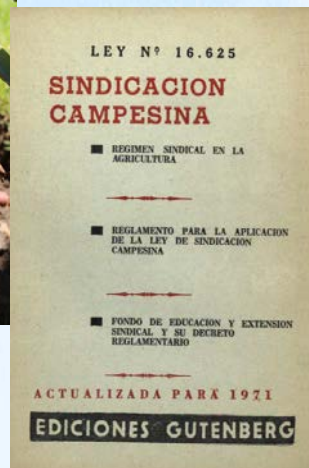 LEY Nº 16.625
SINDICACION
CAMPESINA
REGIMEN SINDICAL EN LA
AGRICULTURA
REGLAMENTO PARA LA APLICACION
DE LA LEY DE SINDICACION
CAMPESINA
FONDO DE EDUCACION Y EXTENSION
SINDICAL Y SU DECRETO
REGLAMENTARIO
ACTUALIZADA PARA 1971
EDICIONES GUTENBERG